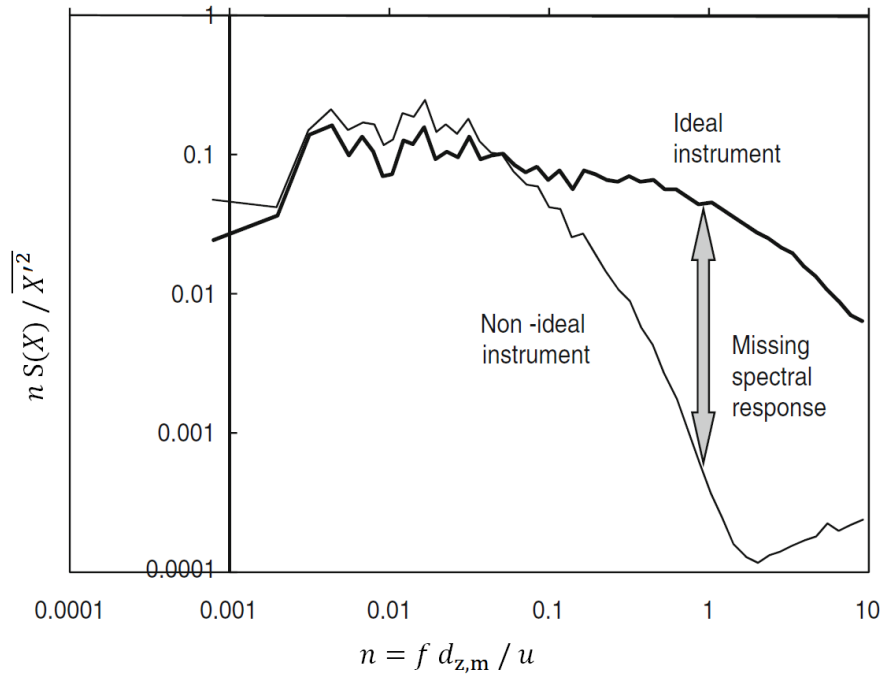 1
0.1
0.01
0.001
0.0001
n S(X) / X′²
Ideal
instrument
Non -ideal
instrument
Missing
spectral
response
0.0001
0.001
0.01
0.1
1
10
n = f d_z,m / u